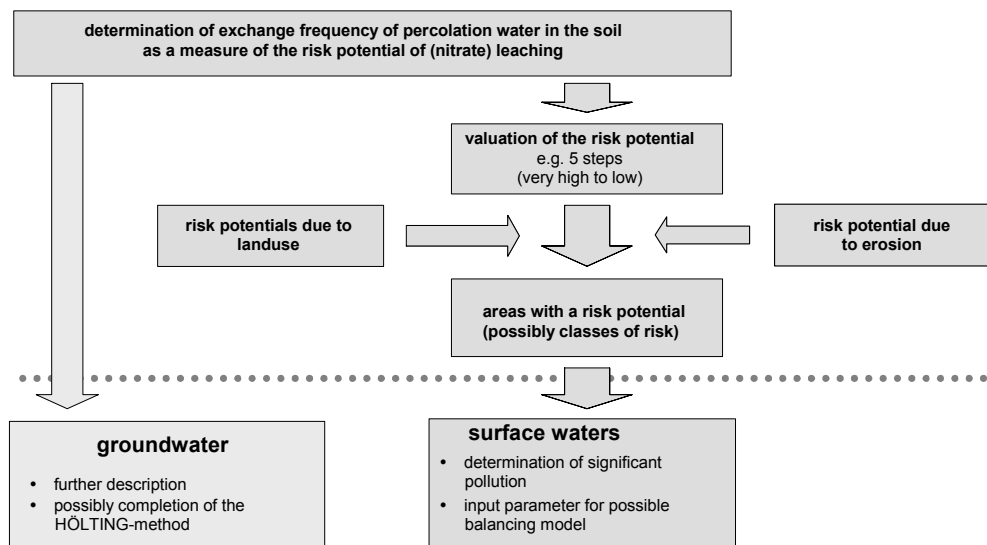 determination of exchange frequency of percolation water in the soil
as a measure of the risk potential of (nitrate) leaching
valuation of the risk potential
e.g. 5 steps
(very high to low)
risk potentials due to
landuse
risk potential due
to erosion
areas with a risk potential
(possibly classes of risk)
groundwater
• further description
• possibly completion of the
HÖLTING-method
surface waters
• determination of significant
pollution
• input parameter for possible
balancing model